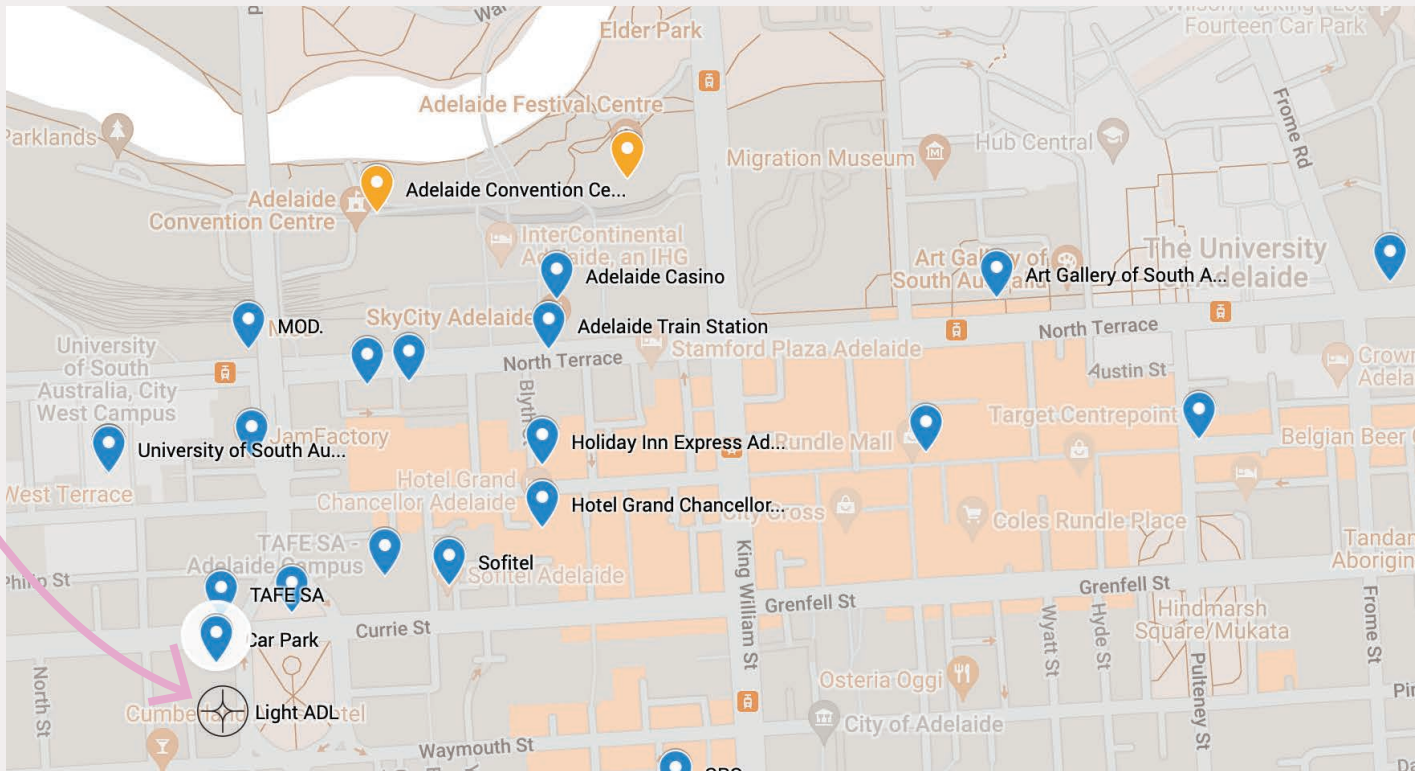 Elder Park
Fourteen Car Park
Adelaide Festival Centre
Parklands
Migration Museum
Hub Central
Frome Rd
Adelaide
Convention Centre
Adelaide Convention Ce...
InterContinental
Adelaide, an IHG
Adelaide Casino
Art Gallery of
South Australia
Art Gallery of South A...
The University
Adelaide
MOD.
SkyCity Adelaide
Adelaide Train Station
North Terrace
North Terrace
Stamford Plaza Adelaide
University
of South
Australia, City
West Campus
Austin St
JamFactory
University of South Au...
Holiday Inn Express Ad...
Rundle Mall
Target Centrepoint
Belgian Beer
West Terrace
Hotel Grand
Chancellor Adelaide
Hotel Grand Chancellor...
City Cross
Coles Rundle Place
TAFE SA -
Adelaide Campus
Sofitel
Sofitel Adelaide
Philip St
TAFE SA
Car Park
Currie St
Grenfell St
Grenfell St
King William St
Wyatt St
Hyde St
Hindmarsh
Square/Mukata
Pulteney St
Frome St
North St
Light ADL
Osteria Oggi
City of Adelaide
Waymouth St